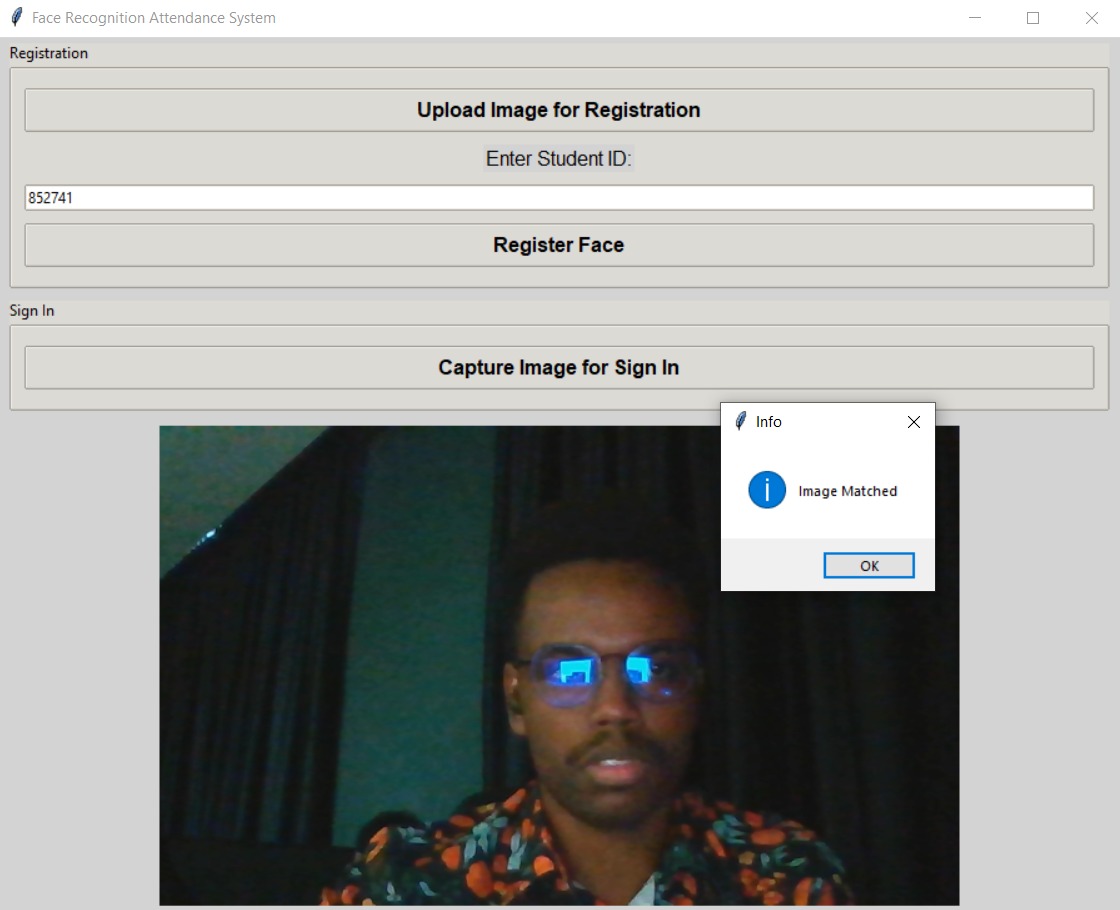 Face Recognition Attendance System
Registration
Upload Image for Registration
Enter Student ID:
852741
Register Face
Sign In
Capture Image for Sign In
Info
Image Matched
OK